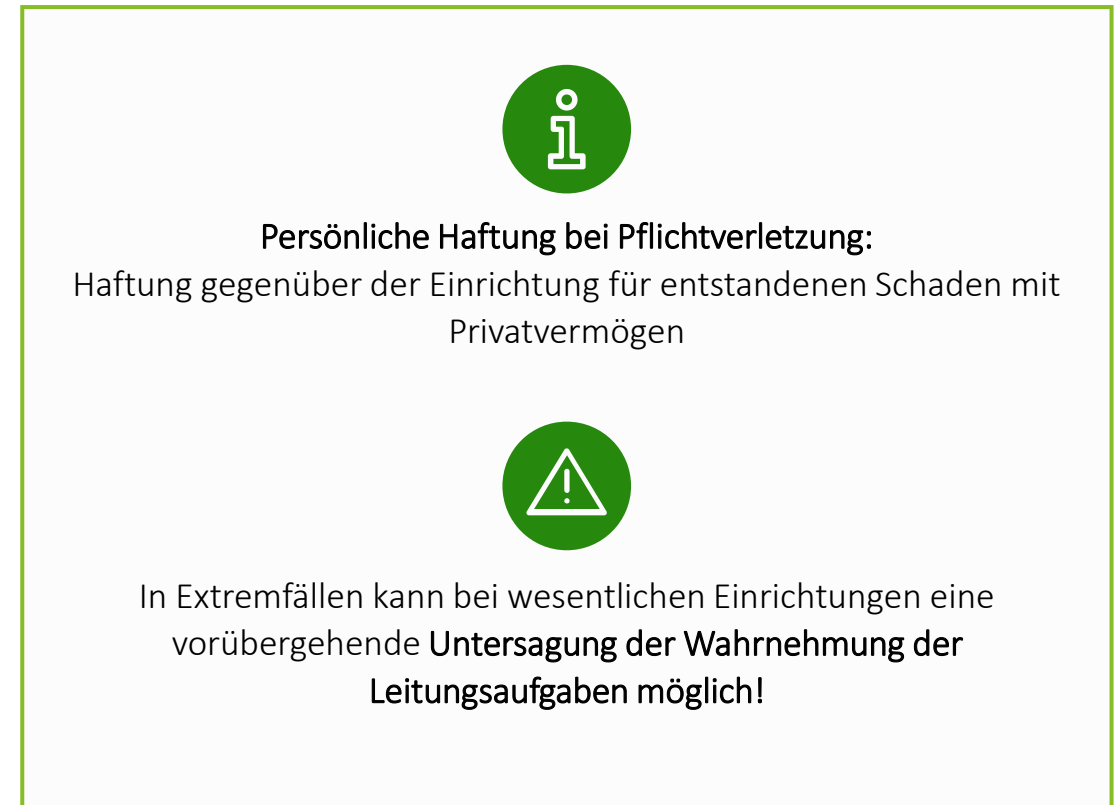 Persönliche Haftung bei Pflichtverletzung:
Haftung gegenüber der Einrichtung für entstandenen Schaden mit
Privatvermögen
In Extremfällen kann bei wesentlichen Einrichtungen eine
vorübergehende Untersagung der Wahrnehmung der
Leitungsaufgaben möglich!